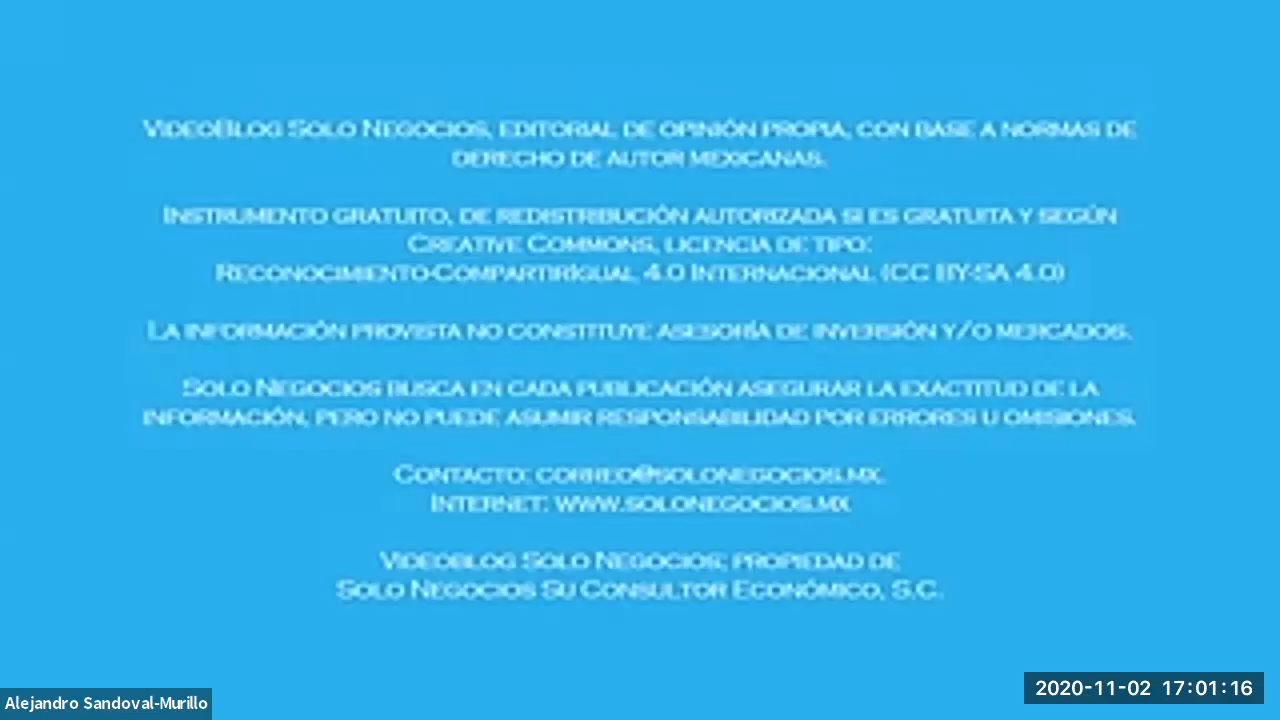 VideoBlog Solo Negocios, editorial de opinión propia, con base a normas de
derecho de autor mexicanas.
Instrumento gratuito, de redistribución autorizada si es gratuita y según
Creative Commons, licencia de tipo:
Reconocimiento-CompartirIgual 4.0 Internacional (CC BY-SA 4.0)
La información provista no constituye asesoría de inversión y/o mercados.
Solo Negocios busca en cada publicación asegurar la exactitud de la
información, pero no puede asumir responsabilidad por errores u omisiones.
Contacto: correo@solonegocios.mx.
Internet: www.solonegocios.mx
Videoblog Solo Negocios; propiedad de
Solo Negocios Su Consultor Económico, S.C.
Alejandro Sandoval-Murillo
2020-11-02 17:01:16